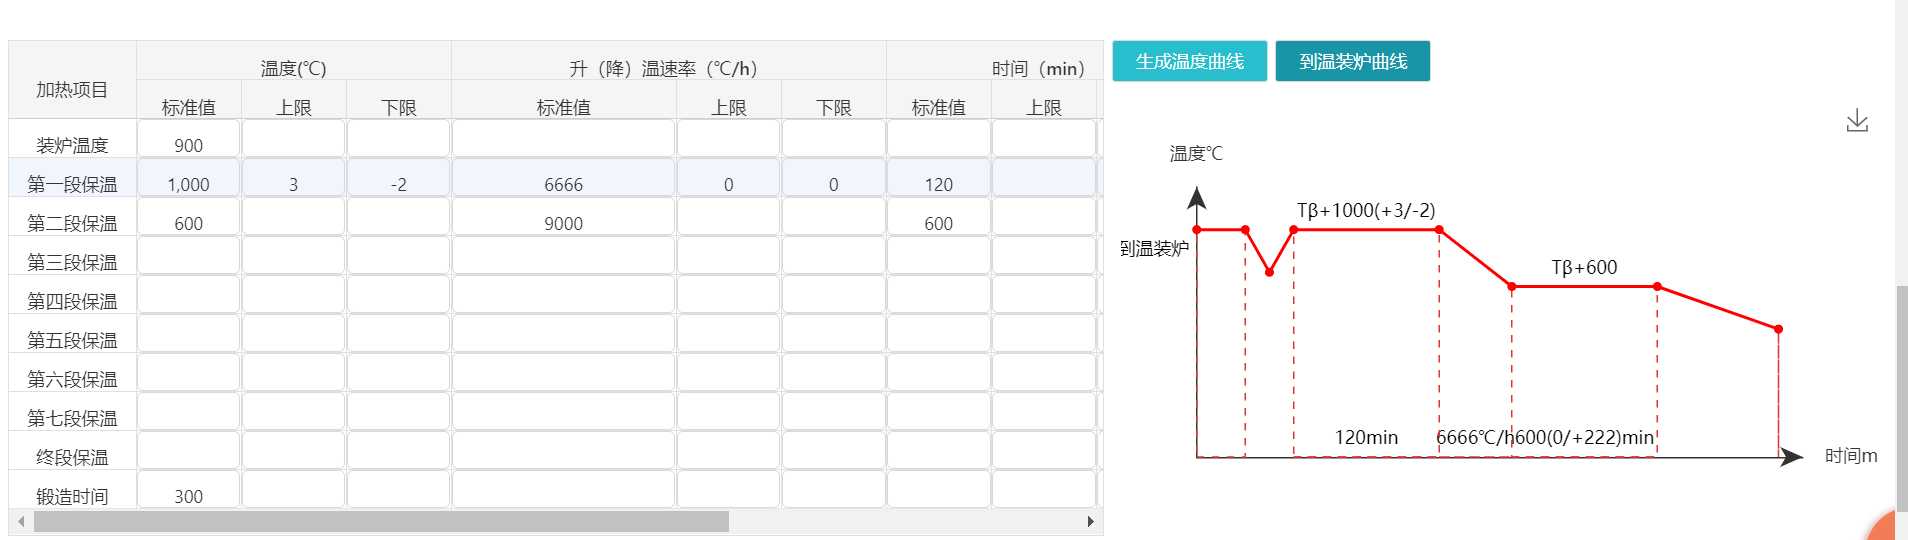 加热项目 温度(℃) 升（降）温速率（℃/h） 时间（min）
标准值 上限 下限 标准值 上限 下限 标准值 上限
装炉温度 900
第一段保温 1,000 3 -2 6666 0 0 120
第二段保温 600 9000 600
第三段保温
第四段保温
第五段保温
第六段保温
第七段保温
终段保温
锻造时间 300
生成温度曲线 到温装炉曲线
温度℃
Tβ+1000(+3/-2)
到温装炉
Tβ+600
120min 6666℃/h600(0/+222)min
时间m